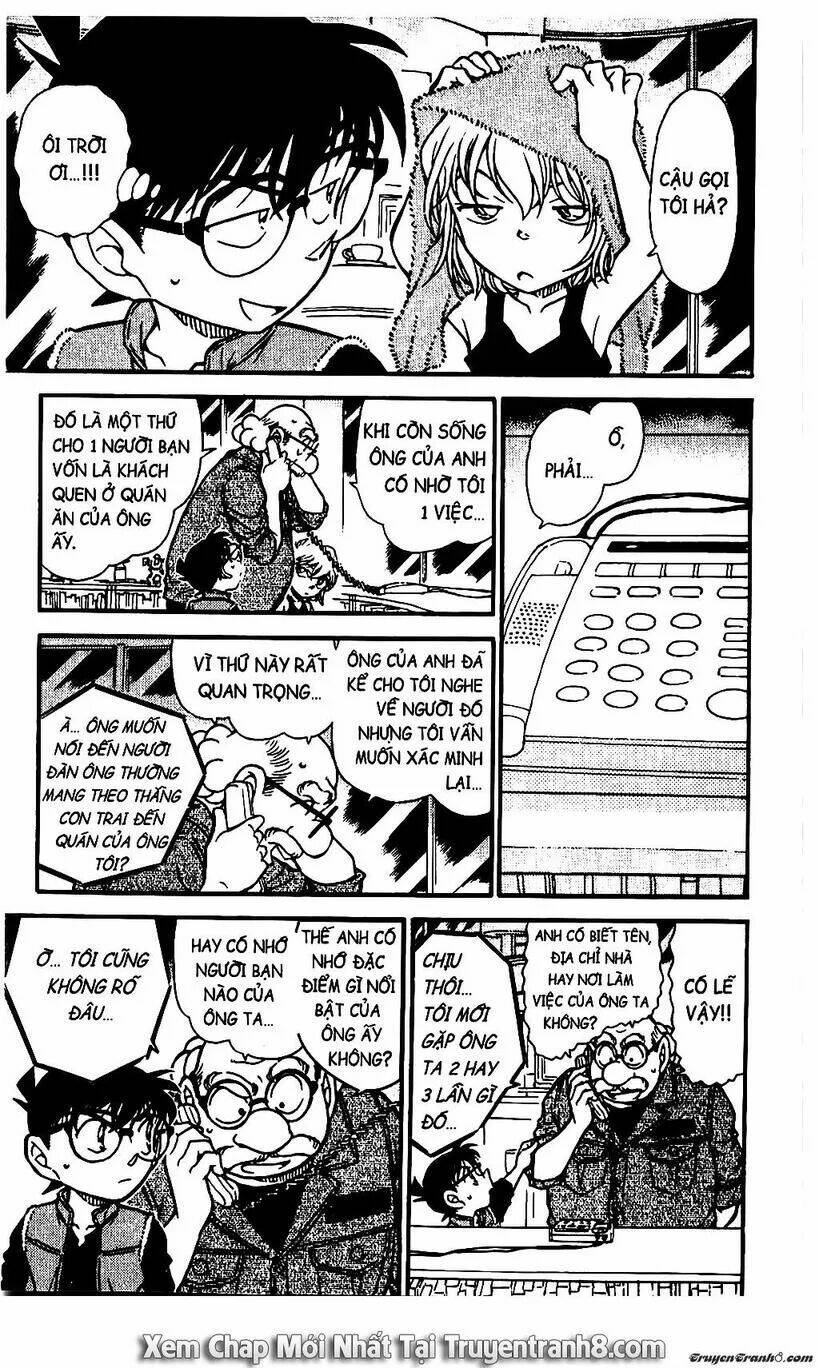 CẬU GỌI
TÔI HẢ?
ÔI TRỜI
ƠI...!!!
Ồ,
PHẢI...
KHI CÒN SỐNG
ÔNG CỦA ANH
CÓ NHỜ TÔI
1 VIỆC...
ĐÓ LÀ MỘT THỨ
CHO 1 NGƯỜI BẠN
VỐN LÀ KHÁCH
QUEN Ở QUÁN
ĂN CỦA ÔNG
ẤY.
ÔNG CỦA ANH ĐÃ
KỂ CHO TÔI NGHE
VỀ NGƯỜI ĐÓ
NHƯNG TÔI VẪN
MUỐN XÁC MINH
LẠI...
VÌ THỨ NÀY RẤT
QUAN TRỌNG...
À... ÔNG MUỐN
NÓI ĐẾN NGƯỜI
ĐÀN ÔNG THƯỜNG
MANG THEO THẰNG
CON TRAI ĐẾN
QUÁN CỦA ÔNG
TÔI?
CÓ LẼ
VẬY!!
ANH CÓ BIẾT TÊN,
ĐỊA CHỈ NHÀ
HAY NƠI LÀM
VIỆC CỦA ÔNG TA
KHÔNG?
CHỊU
THÔI...
TÔI MỚI
GẶP ÔNG
TA 2 HAY
3 LẦN GÌ
ĐÓ...
THẾ ANH CÓ
NHỚ ĐẶC
ĐIỂM GÌ NỔI
BẬT CỦA
ÔNG ẤY
KHÔNG?
HAY CÓ NHỚ
NGƯỜI BẠN
NÀO CỦA
ÔNG TA...
Ờ... TÔI CŨNG
KHÔNG RÕ
ĐÂU...
Xem Chap Mới Nhất Tại Truyentranh8.com
TruyenTranh8.com